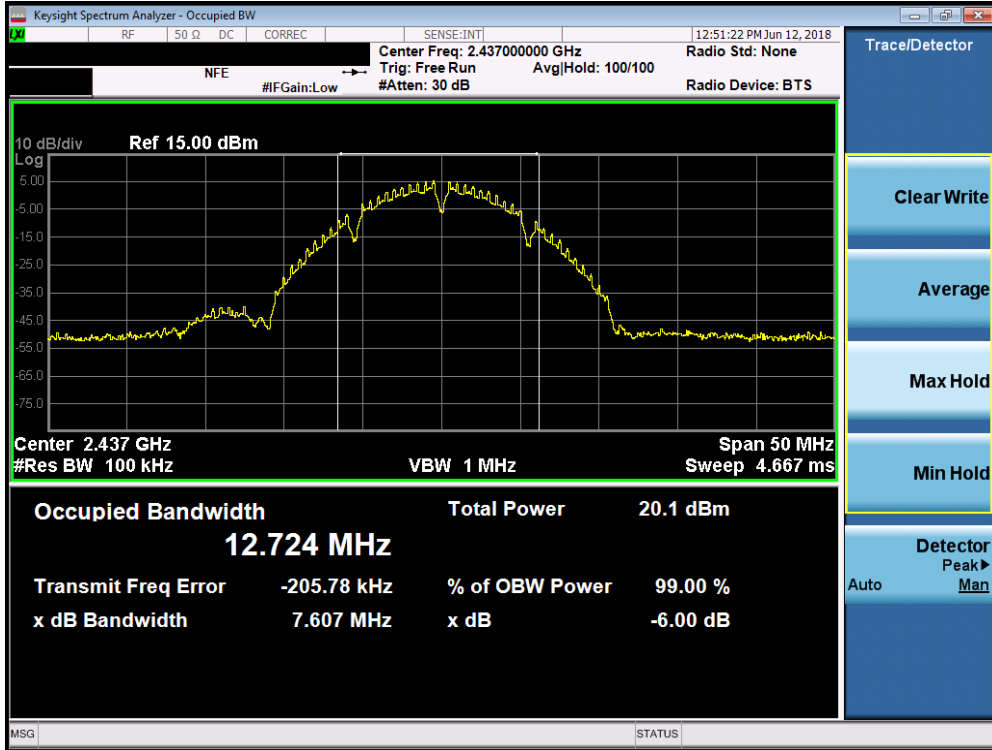 Keysight Spectrum Analyzer - Occupied BW
LXI RF 50 Ω DC CORREC SENSE:INT 12:51:22 PM Jun 12, 2018
Center Freq: 2.437000000 GHz Radio Std: None
NFE Trig: Free Run Avg|Hold: 100/100
#IFGain:Low #Atten: 30 dB Radio Device: BTS
10 dB/div Ref 15.00 dBm
Log
5.00
-5.00
-15.0
-25.0
-35.0
-45.0
-55.0
-65.0
-75.0
Center 2.437 GHz Span 50 MHz
#Res BW 100 kHz VBW 1 MHz Sweep 4.667 ms
Occupied Bandwidth Total Power 20.1 dBm
12.724 MHz
Transmit Freq Error -205.78 kHz % of OBW Power 99.00 %
x dB Bandwidth 7.607 MHz x dB -6.00 dB
MSG STATUS
Trace/Detector
Clear Write
Average
Max Hold
Min Hold
Detector
Peak▶
Auto Man